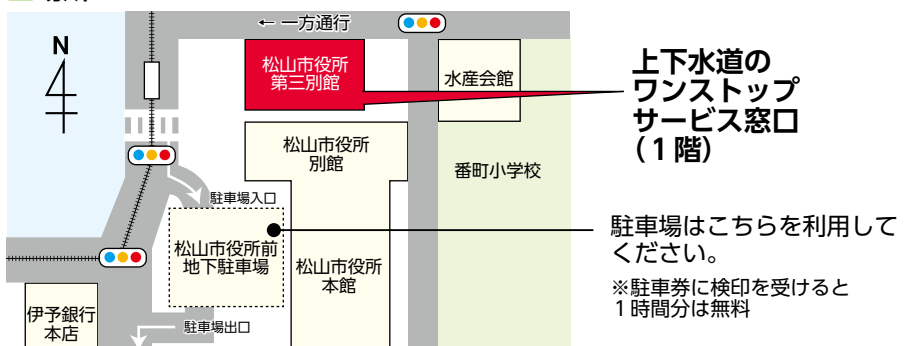 ← 一方通行
N
松山市役所
第三別館
水産会館
上下水道の
ワンストップ
サービス窓口
（１階）
松山市役所
別館
番町小学校
駐車場入口
駐車場はこちらを利用して
ください。
松山市役所前
地下駐車場
松山市役所
本館
※駐車券に検印を受けると
１時間分は無料
伊予銀行
本店
駐車場出口